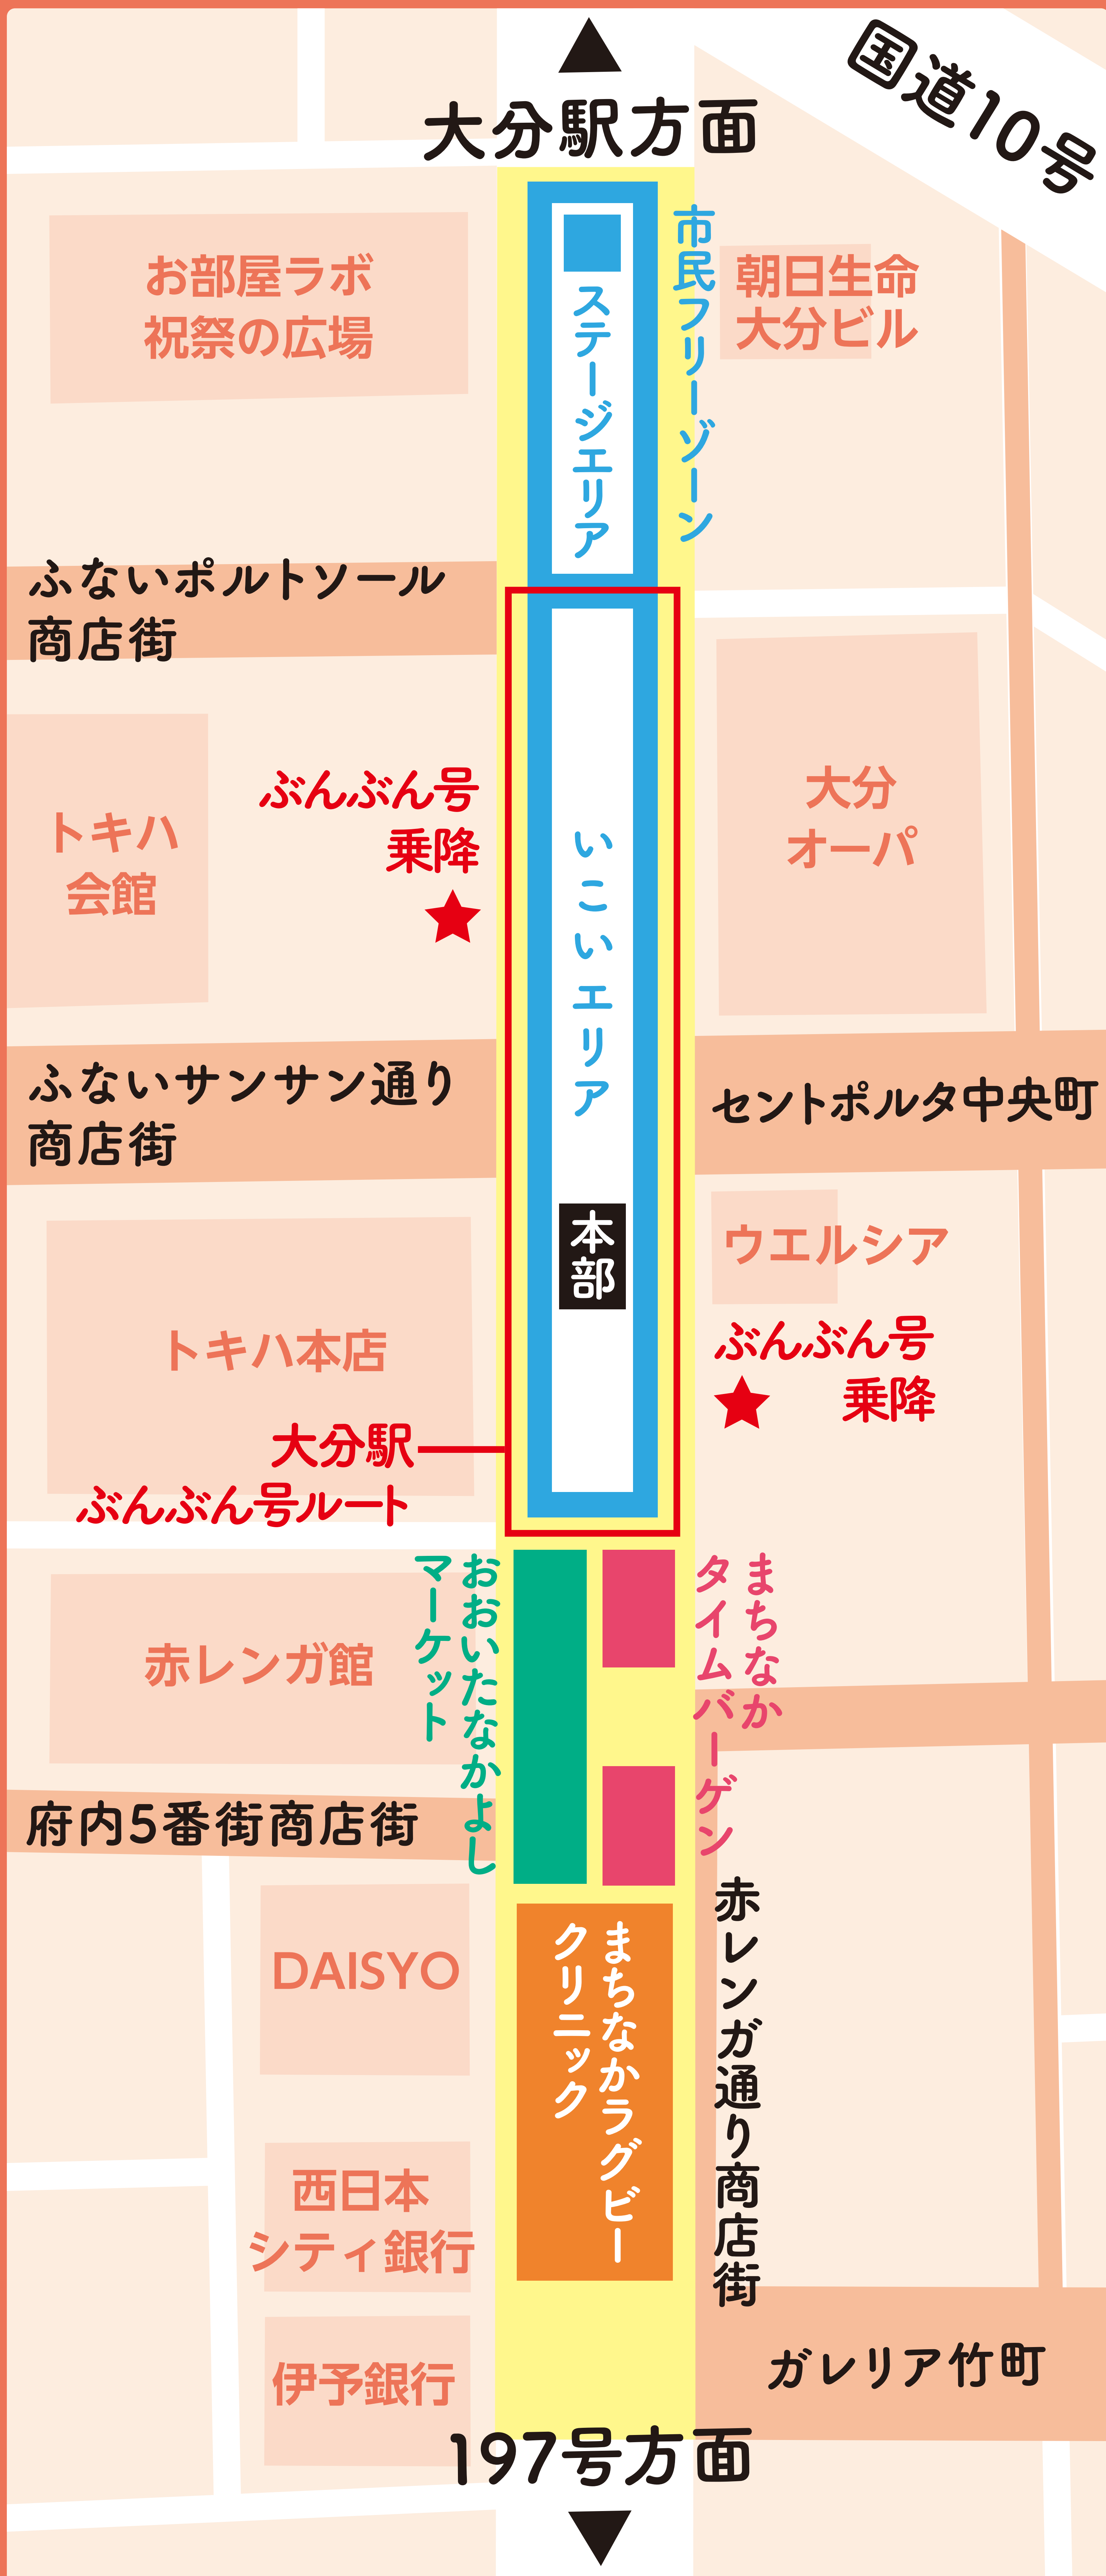 大分駅方面
国道10号
お部屋ラボ
祝祭の広場
ステージエリア
市民フリーゾーン
朝日生命
大分ビル
ふないポルトソール
商店街
トキハ
会館
ぶんぶん号
乗降
いこいエリア
大分
オーパ
ふないサンサン通り
商店街
セントポルタ中央町
本部
ウエルシア
ぶんぶん号
乗降
トキハ本店
大分駅
ぶんぶん号ルート
おおいたなかよし
マーケット
まちなか
タイムバーゲン
赤レンガ館
府内5番街商店街
DAISYO
まちなかラグビー
クリニック
赤レンガ通り商店街
西日本
シティ銀行
伊予銀行
ガレリア竹町
197号方面